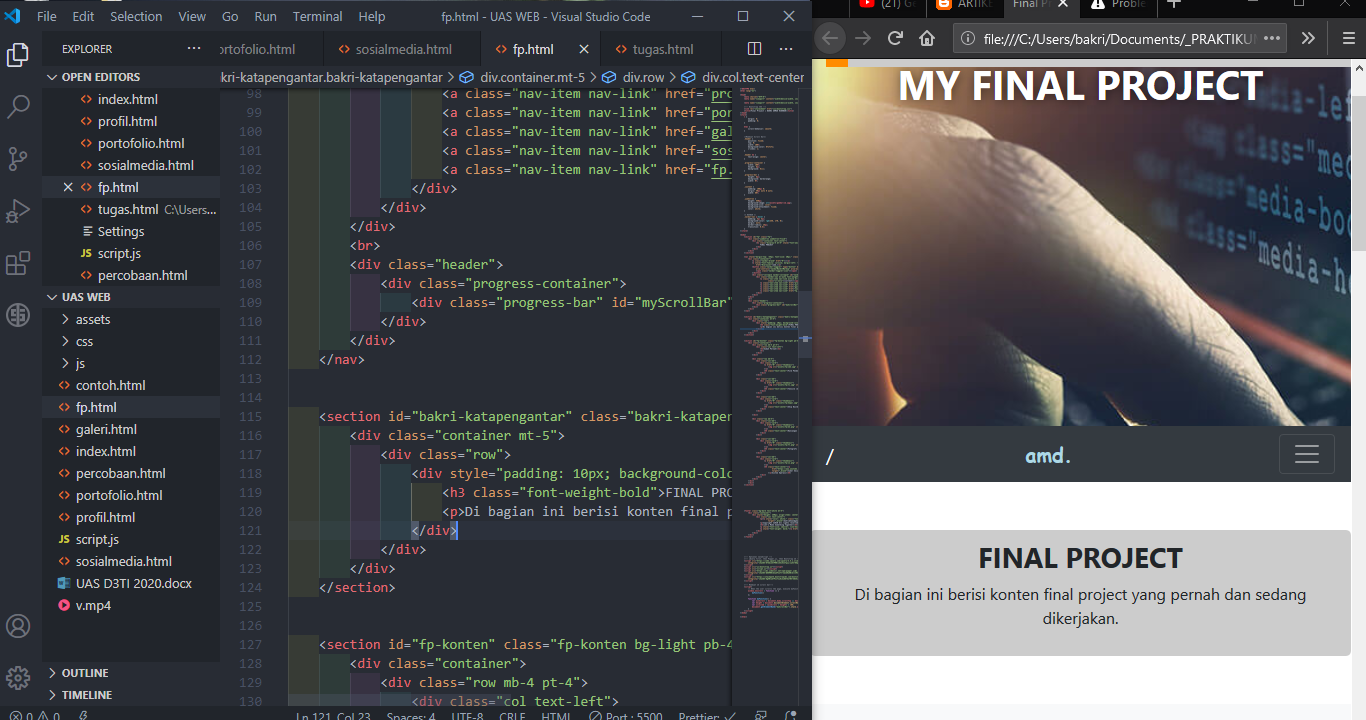 File Edit Selection View Go Run Terminal Help fp.html - UAS WEB - Visual Studio Code
EXPLORER ···
ortofolio.html sosialmedia.html fp.html tugas.html
akri-katapengantar.bakri-katapengantar > div.container.mt-5 > div.row > div.col.text-center
OPEN EDITORS
index.html
profil.html
portofolio.html
sosialmedia.html
fp.html
tugas.html C:\Users...
Settings
JS script.js
percobaan.html
UAS WEB
assets
css
js
contoh.html
fp.html
galeri.html
index.html
percobaan.html
portofolio.html
profil.html
JS script.js
sosialmedia.html
UAS D3TI 2020.docx
v.mp4
OUTLINE
TIMELINE
98 <a class="nav-item nav-link" href="pro
99 <a class="nav-item nav-link" href="por
100 <a class="nav-item nav-link" href="gal
101 <a class="nav-item nav-link" href="sos
102 <a class="nav-item nav-link" href="fp.
103 </div>
104 </div>
105 </div>
106 <br>
107 <div class="header">
108 <div class="progress-container">
109 <div class="progress-bar" id="myScrollBar"
110 </div>
111 </div>
112 </nav>
113
114
115 <section id="bakri-katapengantar" class="bakri-katapen
116 <div class="container mt-5">
117 <div class="row">
118 <div style="padding: 10px; background-colo
119 <h3 class="font-weight-bold">FINAL PRO
120 <p>Di bagian ini berisi konten final p
121 </div>
122 </div>
123 </div>
124 </section>
125
126
127 <section id="fp-konten" class="fp-konten bg-light pb-4
128 <div class="container">
129 <div class="row mb-4 pt-4">
130 <div class="col text-left">
0 0 Ln 121, Col 23 Spaces: 4 UTF-8 CRLF HTML Port : 5500 Prettier
(21) G ARTIKE Final P Proble
file:///C:/Users/bakri/Documents/_PRAKTIKU
MY FINAL PROJECT
media-le
class="med
media-bo
class="m
media-h
/ amd.
FINAL PROJECT
Di bagian ini berisi konten final project yang pernah dan sedang
dikerjakan.